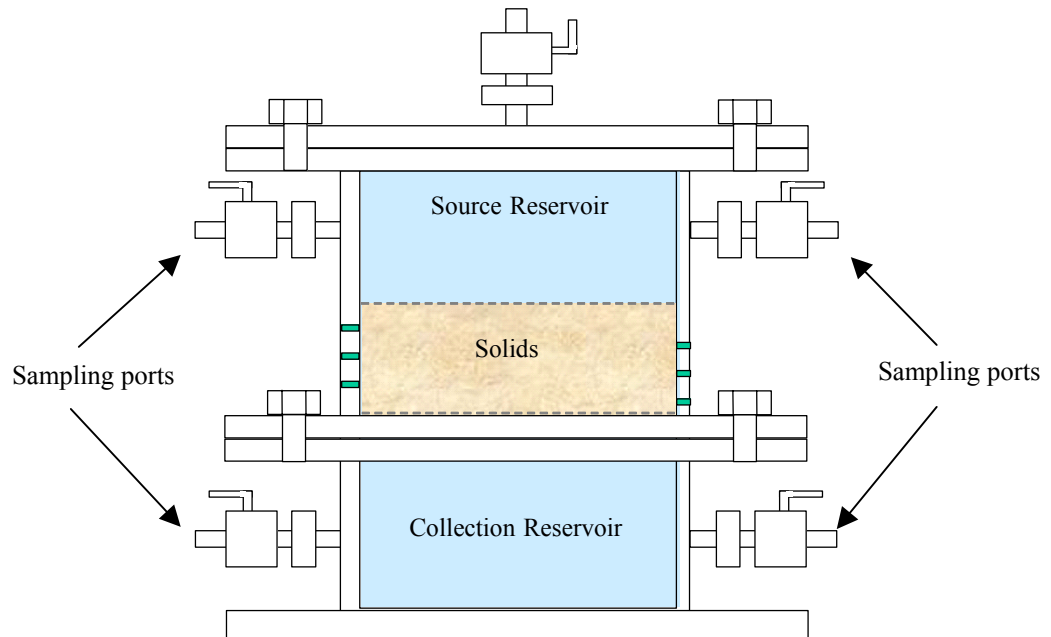 Source Reservoir
Solids
Sampling ports
Sampling ports
Collection Reservoir